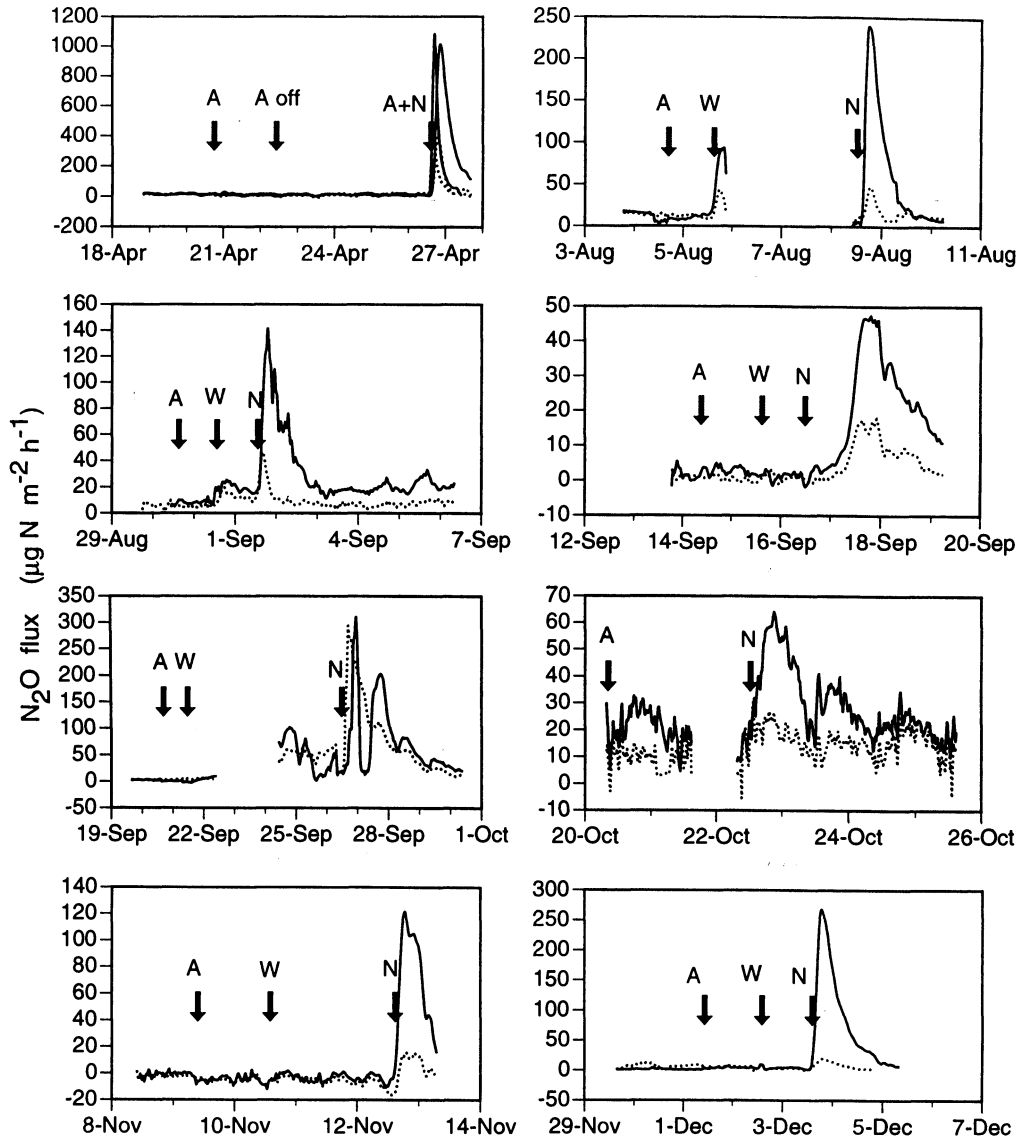 N2O flux (µg N m−2 h−1)
1200
1000
800
600
400
200
0
-200
A
A off
A+N
18-Apr 21-Apr 24-Apr 27-Apr
250
200
150
100
50
0
A
W
N
3-Aug 5-Aug 7-Aug 9-Aug 11-Aug
160
140
120
100
80
60
40
20
0
A
W
N
29-Aug 1-Sep 4-Sep 7-Sep
50
40
30
20
10
0
-10
A
W
N
12-Sep 14-Sep 16-Sep 18-Sep 20-Sep
350
300
250
200
150
100
50
0
-50
A W
N
19-Sep 22-Sep 25-Sep 28-Sep 1-Oct
70
60
50
40
30
20
10
0
-10
A
N
20-Oct 22-Oct 24-Oct 26-Oct
140
120
100
80
60
40
20
0
-20
A
W
N
8-Nov 10-Nov 12-Nov 14-Nov
300
250
200
150
100
50
0
-50
A
W
N
29-Nov 1-Dec 3-Dec 5-Dec 7-Dec